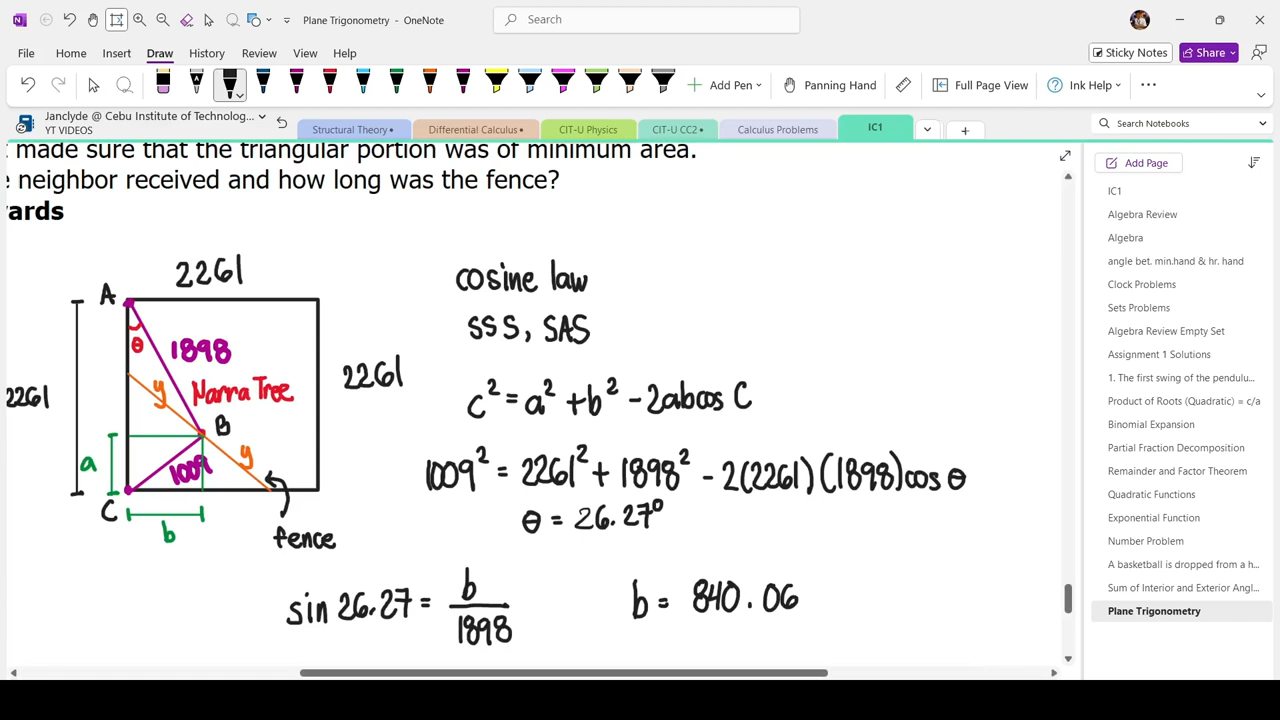 Plane Trigonometry - OneNote
Search
File Home Insert Draw History Review View Help
Sticky Notes Share
Add Pen Panning Hand Full Page View Ink Help
Janclyde @ Cebu Institute of Technolog...
YT VIDEOS
Structural Theory Differential Calculus CIT-U Physics CIT-U CC2 Calculus Problems IC1
Search Notebooks
Add Page
IC1
Algebra Review
Algebra
angle bet. min.hand & hr. hand
Clock Problems
Sets Problems
Algebra Review Empty Set
Assignment 1 Solutions
1. The first swing of the pendulu...
Product of Roots (Quadratic) = c/a
Binomial Expansion
Partial Fraction Decomposition
Remainder and Factor Theorem
Quadratic Functions
Exponential Function
Number Problem
A basketball is dropped from a h...
Sum of Interior and Exterior Angl...
Plane Trigonometry
made sure that the triangular portion was of minimum area.
neighbor received and how long was the fence?
ards
2261
A
θ
1898
2261
2261
y
Narra Tree
B
a
1009
y
C
b
fence
cosine law
SSS, SAS
c² = a² + b² - 2abcos C
1009² = 2261² + 1898² - 2(2261)(1898)cos θ
θ = 26.27°
sin 26.27 = b/1898
b = 840.06